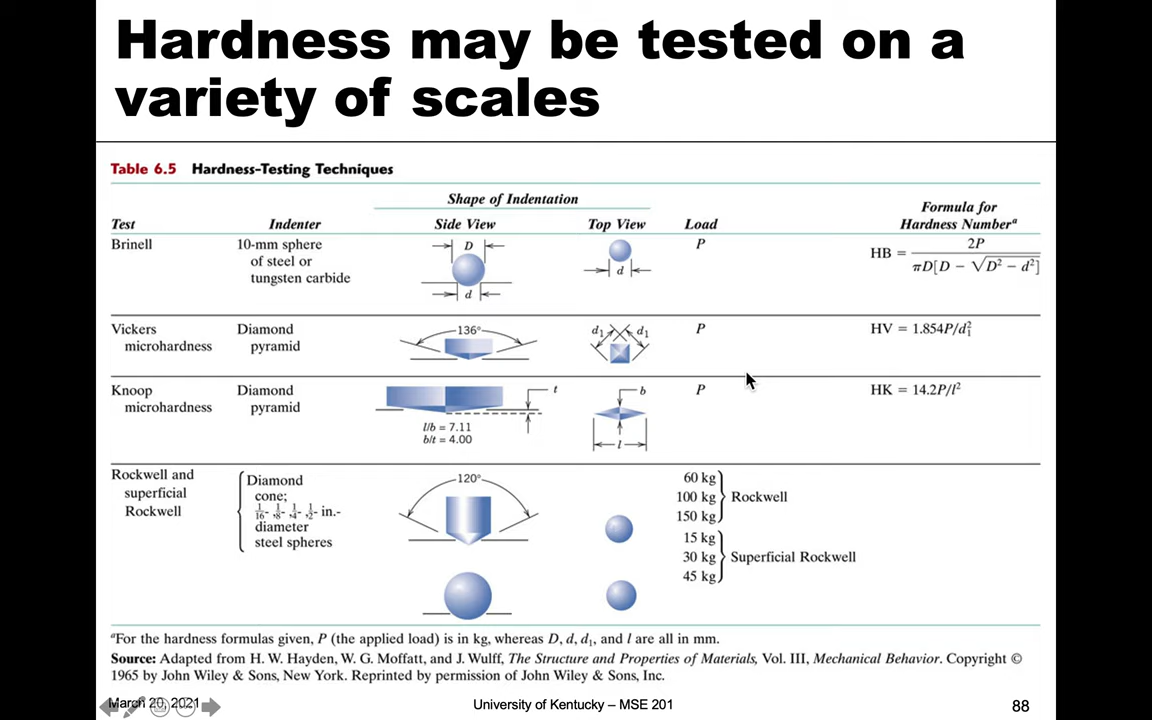 Hardness may be tested on a
variety of scales
Table 6.5 Hardness-Testing Techniques
Shape of Indentation
Formula for
Test Indenter Side View Top View Load Hardness Numberᵃ
Brinell 10-mm sphere of steel or tungsten carbide D d d P HB = 2P / πD[D − √D² − d²]
Vickers microhardness Diamond pyramid 136° d₁ d₁ P HV = 1.854P/d₁²
Knoop microhardness Diamond pyramid t b P HK = 14.2P/l²
l/b = 7.11
b/t = 4.00
l
Rockwell and superficial Rockwell
Diamond cone;
1/16-, 1/8-, 1/4-, 1/2-in.-
diameter
steel spheres
120°
60 kg
100 kg Rockwell
150 kg
15 kg
30 kg Superficial Rockwell
45 kg
ᵃFor the hardness formulas given, P (the applied load) is in kg, whereas D, d, d₁, and l are all in mm.
Source: Adapted from H. W. Hayden, W. G. Moffatt, and J. Wulff, The Structure and Properties of Materials, Vol. III, Mechanical Behavior. Copyright ©
1965 by John Wiley & Sons, New York. Reprinted by permission of John Wiley & Sons, Inc.
March 20, 2021 University of Kentucky – MSE 201 88